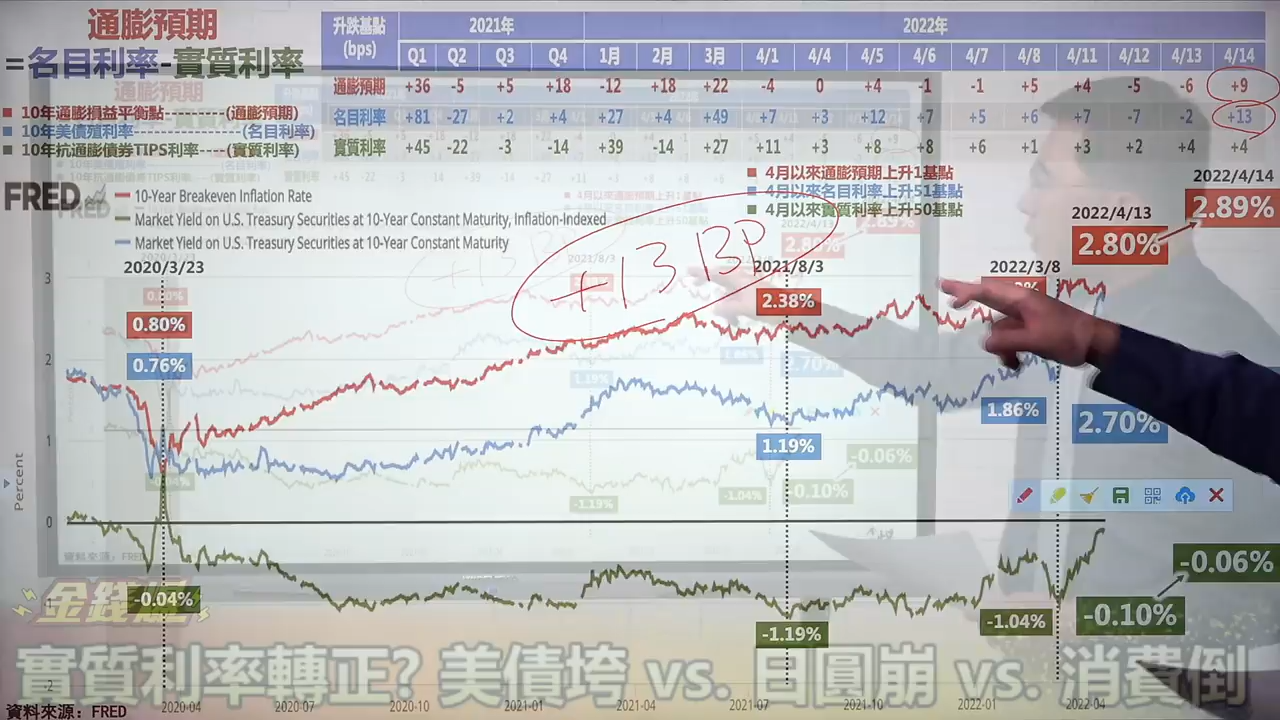 通膨預期
=名目利率-實質利率
升跌基點 (bps) 2021年 2022年
Q1 Q2 Q3 Q4 1月 2月 3月 4/1 4/4 4/5 4/6 4/7 4/8 4/11 4/12 4/13 4/14
通膨預期 +36 -5 +5 +18 -12 +18 +22 -4 0 +4 -1 -1 +5 +4 -5 -6 +9
名目利率 +81 -27 +2 +4 +27 +4 +49 +7 +3 +12 +7 +5 +6 +7 -7 -2 +13
實質利率 +45 -22 -3 -14 +39 -14 +27 +11 +3 +8 +8 +6 +1 +3 +2 +4 +4
10年通膨損益平衡點----------(通膨預期)
10年美債殖利率----------------(名目利率)
10年抗通膨債券TIPS利率----(實質利率)
4月以來通膨預期上升1基點
4月以來名目利率上升51基點
4月以來實質利率上升50基點
FRED
10-Year Breakeven Inflation Rate
Market Yield on U.S. Treasury Securities at 10-Year Constant Maturity, Inflation-Indexed
Market Yield on U.S. Treasury Securities at 10-Year Constant Maturity
+13 BP
2022/4/14
2.89%
2022/4/13
2.80%
2020/3/23
2021/8/3
2022/3/8
0.80%
2.38%
0.76%
1.19%
1.86%
2.70%
3
2
1
0
-2
Percent
-0.04%
-1.19%
-1.04%
-0.10%
-0.06%
金錢爆
實質利率轉正? 美債垮 vs. 日圓崩 vs. 消費倒
2020-04 2020-07 2020-10 2021-01 2021-04 2021-07 2021-10 2022-01 2022-04
資料來源：FRED